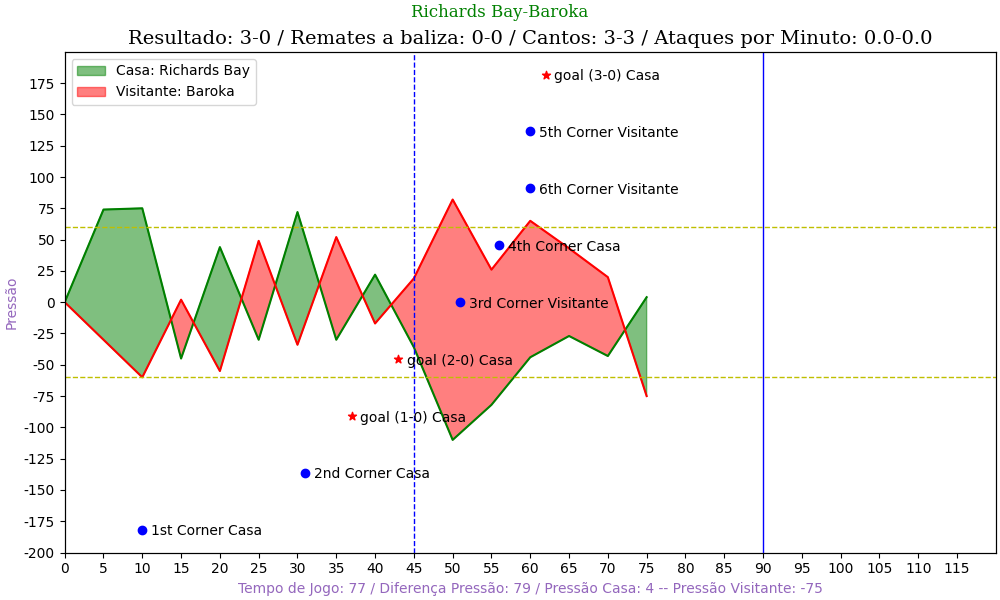 Richards Bay-Baroka
Resultado: 3-0 / Remates a baliza: 0-0 / Cantos: 3-3 / Ataques por Minuto: 0.0-0.0
Casa: Richards Bay
Visitante: Baroka
goal (3-0) Casa
5th Corner Visitante
6th Corner Visitante
4th Corner Casa
3rd Corner Visitante
goal (2-0) Casa
goal (1-0) Casa
2nd Corner Casa
1st Corner Casa
Pressão
175
150
125
100
75
50
25
0
-25
-50
-75
-100
-125
-150
-175
-200
0 5 10 15 20 25 30 35 40 45 50 55 60 65 70 75 80 85 90 95 100 105 110 115
Tempo de Jogo: 77 / Diferença Pressão: 79 / Pressão Casa: 4 -- Pressão Visitante: -75